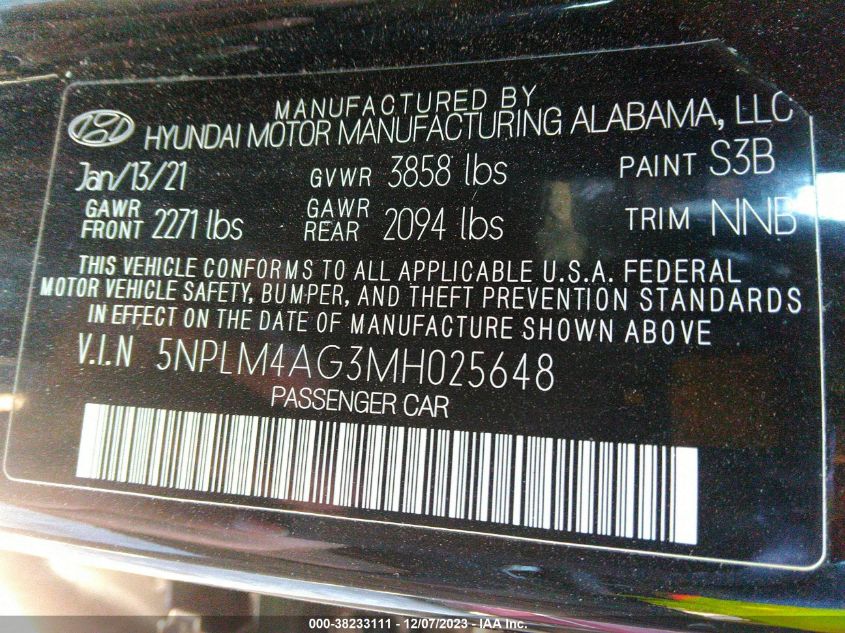 MANUFACTURED BY
HYUNDAI MOTOR MANUFACTURING ALABAMA, LLC
Jan/13/21 GVWR 3858 lbs PAINT S3B
GAWR FRONT 2271 lbs GAWR REAR 2094 lbs TRIM NNB
THIS VEHICLE CONFORMS TO ALL APPLICABLE U.S.A. FEDERAL
MOTOR VEHICLE SAFETY, BUMPER, AND THEFT PREVENTION STANDARDS
IN EFFECT ON THE DATE OF MANUFACTURE SHOWN ABOVE
V.I.N 5NPLM4AG3MH025648
PASSENGER CAR
000-38233111 - 12/07/2023 - IAA Inc.